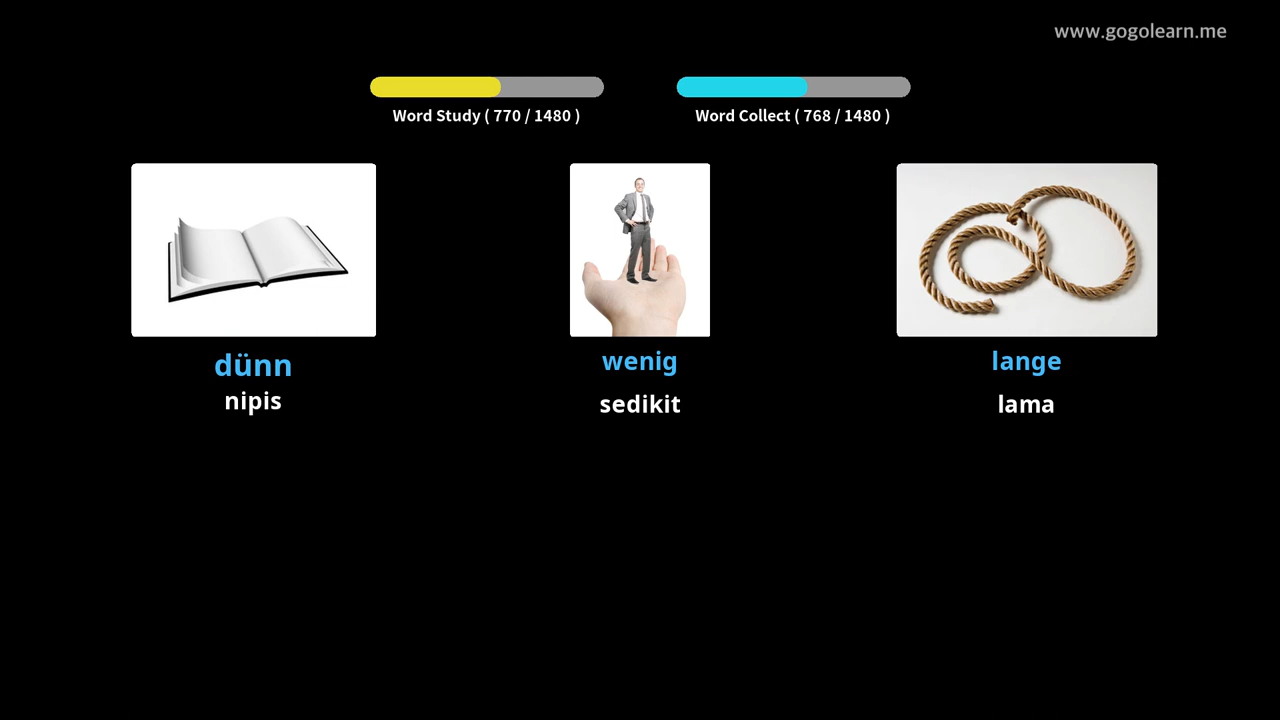 www.gogolearn.me
Word Study ( 770 / 1480 )
Word Collect ( 768 / 1480 )
dünn
nipis
wenig
sedikit
lange
lama